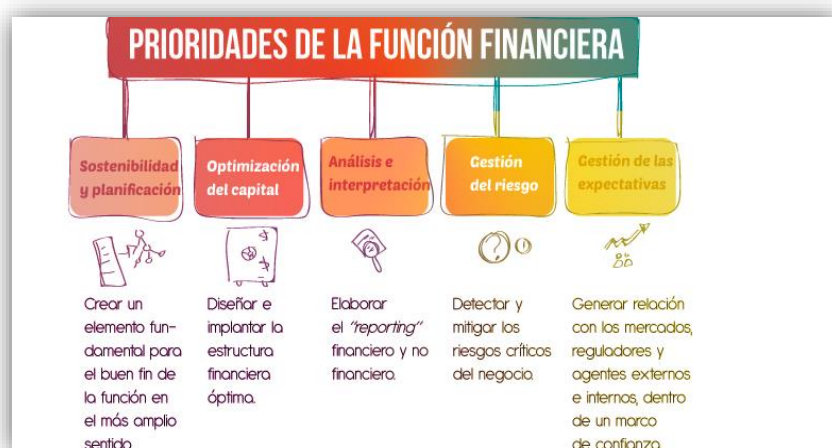 PRIORIDADES DE LA FUNCIÓN FINANCIERA
Sostenibilidad
y planificación
Optimización
del capital
Análisis e
interpretación
Gestión
del riesgo
Gestión de las
expectativas
Crear un
elemento fun-
damental para
el buen fin de
la función en
el más amplio
sentido
Diseñar e
implantar la
estructura
financiera
óptima.
Elaborar
el "reporting"
financiero y no
financiero.
Detectar y
mitigar los
riesgos críticos
del negocio.
Generar relación
con los mercados,
reguladores y
agentes externos
e internos, dentro
de un marco
de confianza